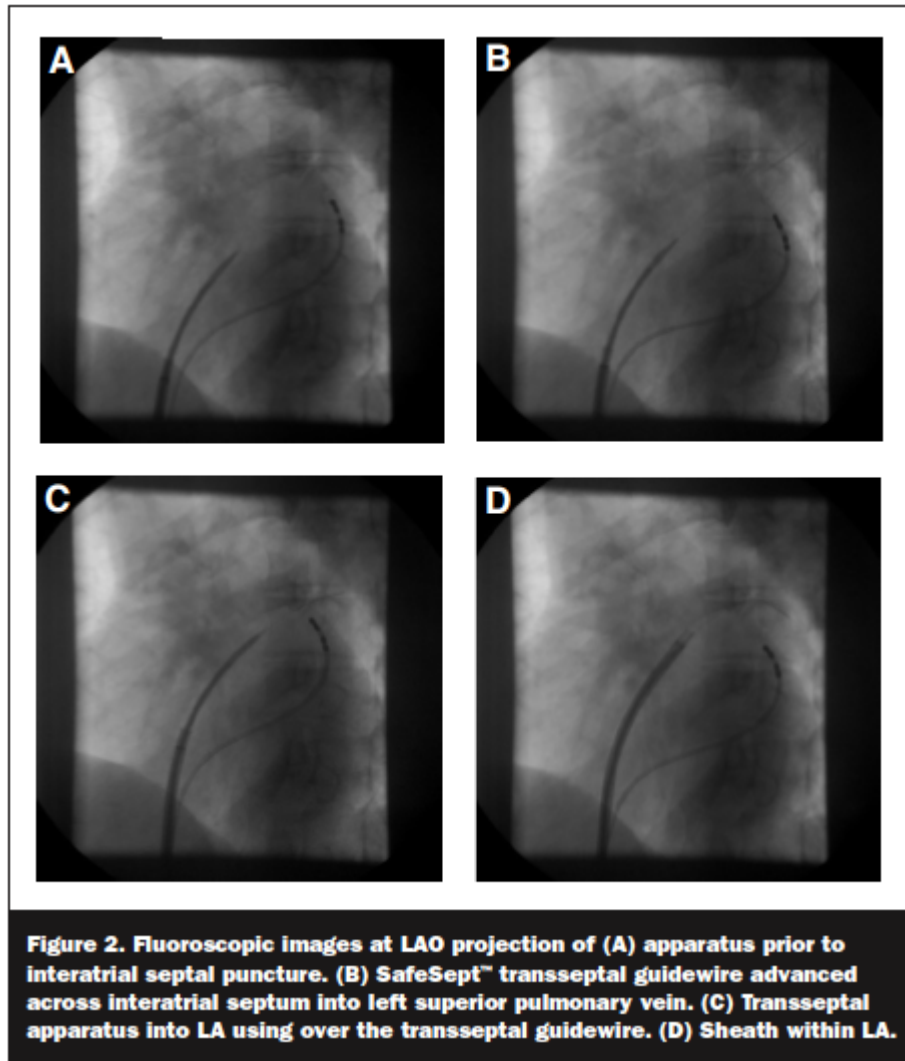 A
B
C
D
Figure 2. Fluoroscopic images at LAO projection of (A) apparatus prior to
interatrial septal puncture. (B) SafeSept™ transseptal guidewire advanced
across interatrial septum into left superior pulmonary vein. (C) Transseptal
apparatus into LA using over the transseptal guidewire. (D) Sheath within LA.